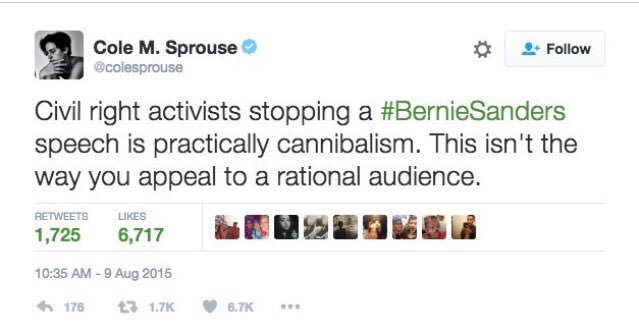 Cole M. Sprouse
Follow
@colesprouse
Civil right activists stopping a #BernieSanders
speech is practically cannibalism. This isn't the
way you appeal to a rational audience.
RETWEETS LIKES
1,725 6,717
10:35 AM - 9 Aug 2015
176 1.7K 6.7K